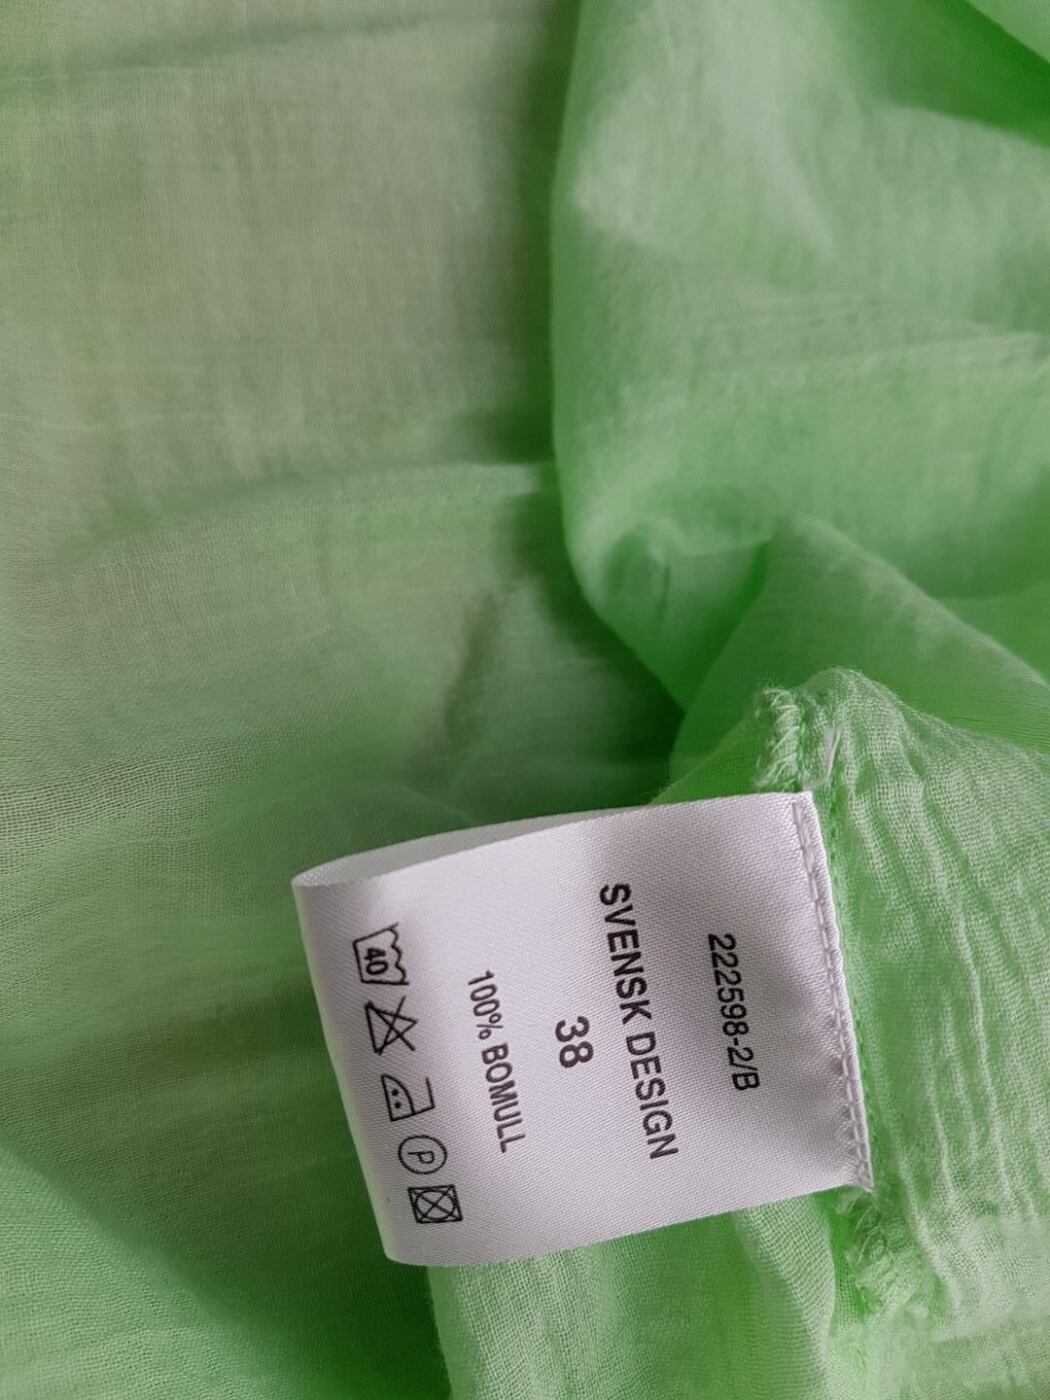 222598-2/B
SVENSK DESIGN
38
100% BOMULL
40
P